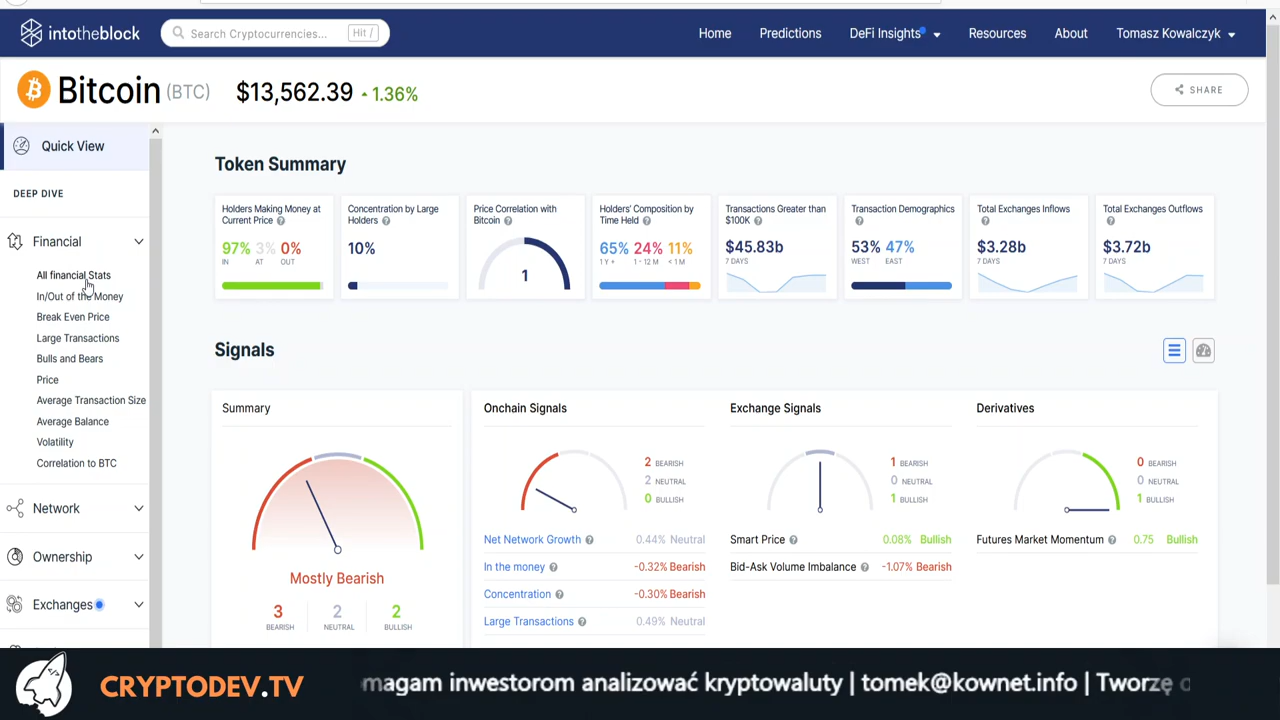 intotheblock
Search Cryptocurrencies...
Hit /
Home
Predictions
DeFi Insights
Resources
About
Tomasz Kowalczyk
Bitcoin (BTC) $13,562.39 1.36%
SHARE
Quick View
DEEP DIVE
Financial
All financial Stats
In/Out of the Money
Break Even Price
Large Transactions
Bulls and Bears
Price
Average Transaction Size
Average Balance
Volatility
Correlation to BTC
Network
Ownership
Exchanges
Token Summary
Holders Making Money at
Current Price
97% 3% 0%
IN AT OUT
Concentration by Large
Holders
10%
Price Correlation with
Bitcoin
1
Holders' Composition by
Time Held
65% 24% 11%
1 Y + 1 - 12 M < 1 M
Transactions Greater than
$100K
$45.83b
7 DAYS
Transaction Demographics
53% 47%
WEST EAST
Total Exchanges Inflows
$3.28b
7 DAYS
Total Exchanges Outflows
$3.72b
7 DAYS
Signals
Summary
Mostly Bearish
3 2 2
BEARISH NEUTRAL BULLISH
Onchain Signals
2 BEARISH
2 NEUTRAL
0 BULLISH
Net Network Growth 0.44% Neutral
In the money -0.32% Bearish
Concentration -0.30% Bearish
Large Transactions 0.49% Neutral
Exchange Signals
1 BEARISH
0 NEUTRAL
1 BULLISH
Smart Price 0.08% Bullish
Bid-Ask Volume Imbalance -1.07% Bearish
Derivatives
0 BEARISH
0 NEUTRAL
1 BULLISH
Futures Market Momentum 0.75 Bullish
CRYPTODEV.TV
magam inwestorom analizować kryptowaluty | tomek@kownet.info | Tworzę